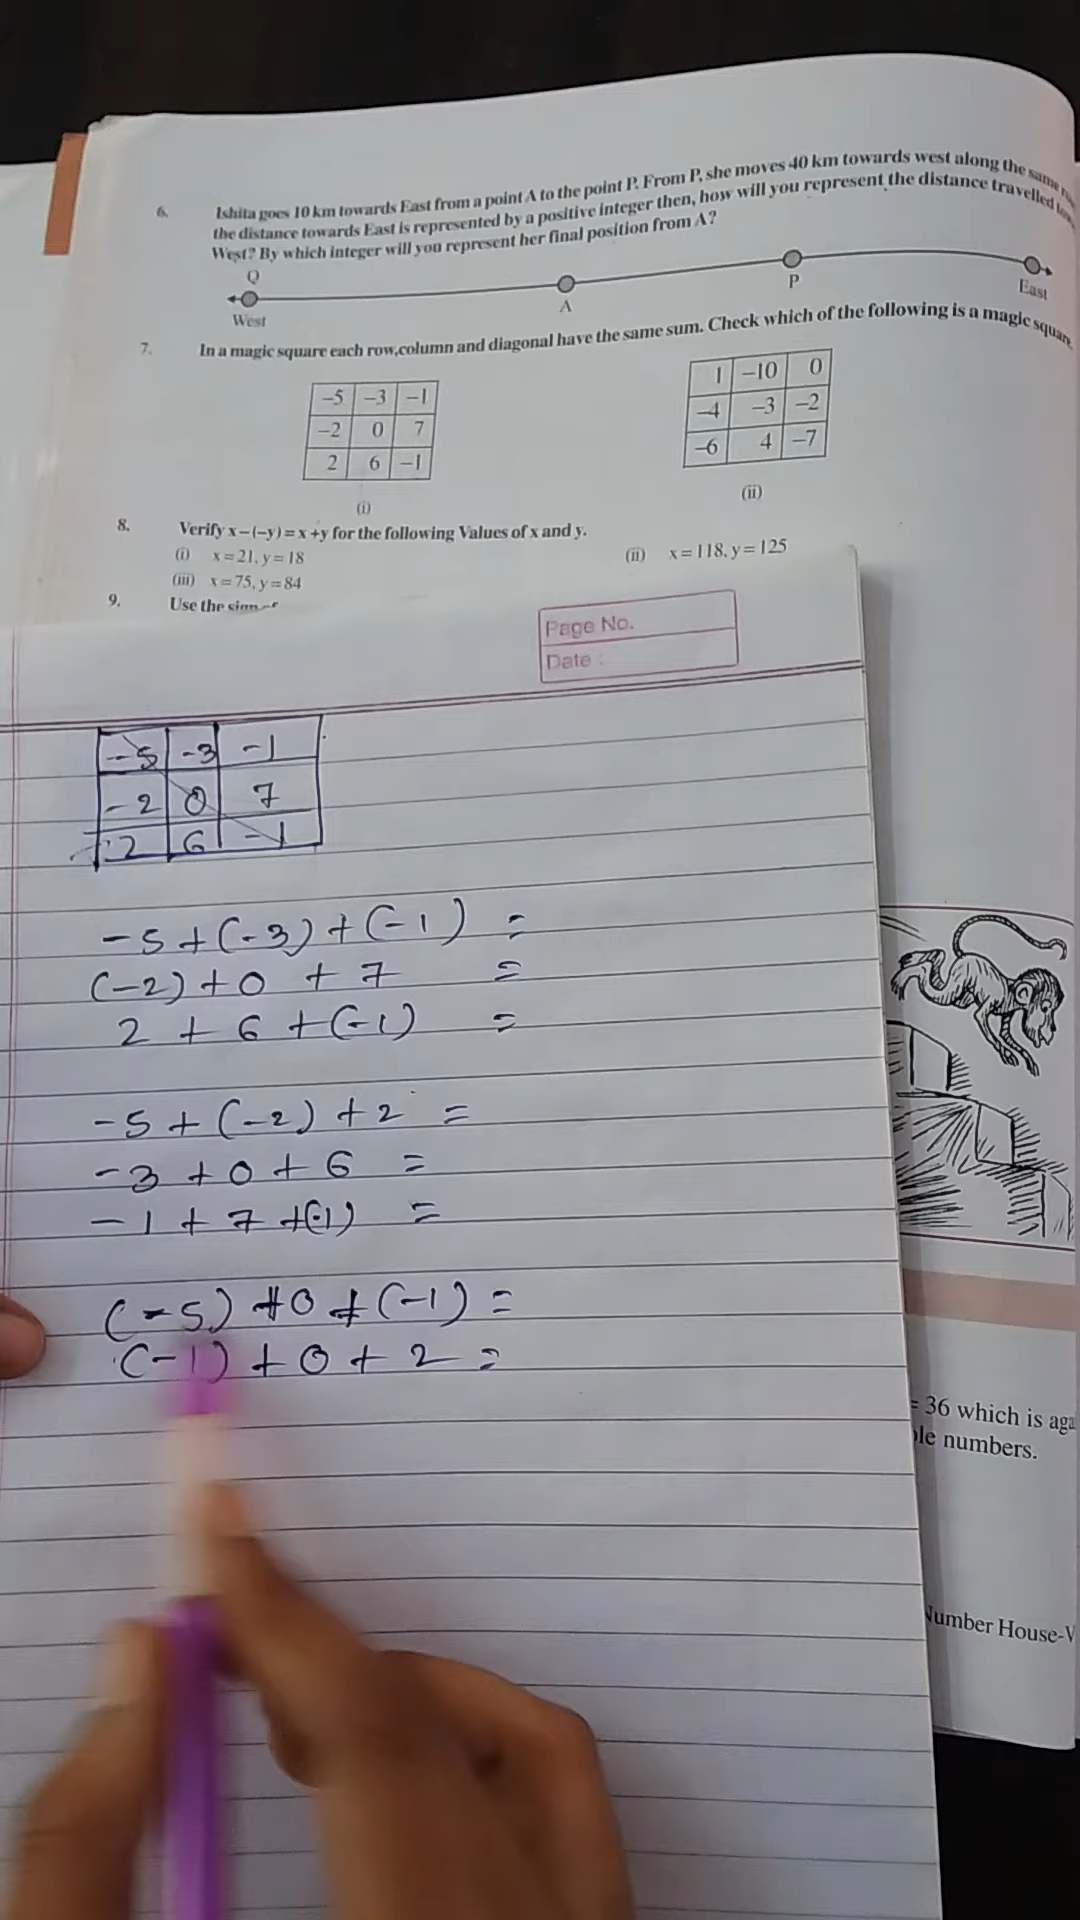 6. Ishita goes 10 km towards East from a point A to the point P. From P, she moves 40 km towards west along the same
the distance towards East is represented by a positive integer then, how will you represent the distance travelled
West? By which integer will you represent her final position from A?
Q
West A P East
7. In a magic square each row,column and diagonal have the same sum. Check which of the following is a magic square.
-5 -3 -1
-2 0 7
2 6 -1
(i)
1 -10 0
-4 -3 -2
-6 4 -7
(ii)
8. Verify x-(-y)=x+y for the following Values of x and y.
(i) x=21, y=18 (ii) x=118, y=125
(iii) x=75, y=84
9. Use the sign of
Page No.
Date :
-5 -3 -1
-2 0 7
2 6 -1
-5+(-3)+(-1) =
(-2)+0 + 7 =
2 + 6 +(-1) =
-5+(-2)+2 =
-3+0+6 =
-1+7+(-1) =
(-5)+0+(-1)=
(-1)+0+2=
= 36 which is aga
ple numbers.
Number House-V